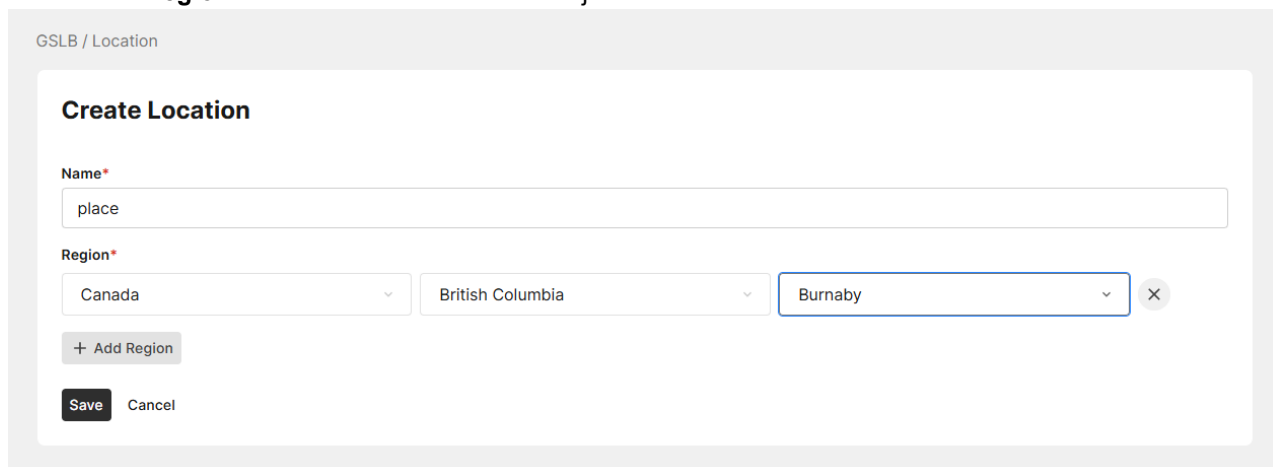 GSLB / Location
Create Location
Name*
place
Region*
Canada British Columbia Burnaby
+ Add Region
Save Cancel